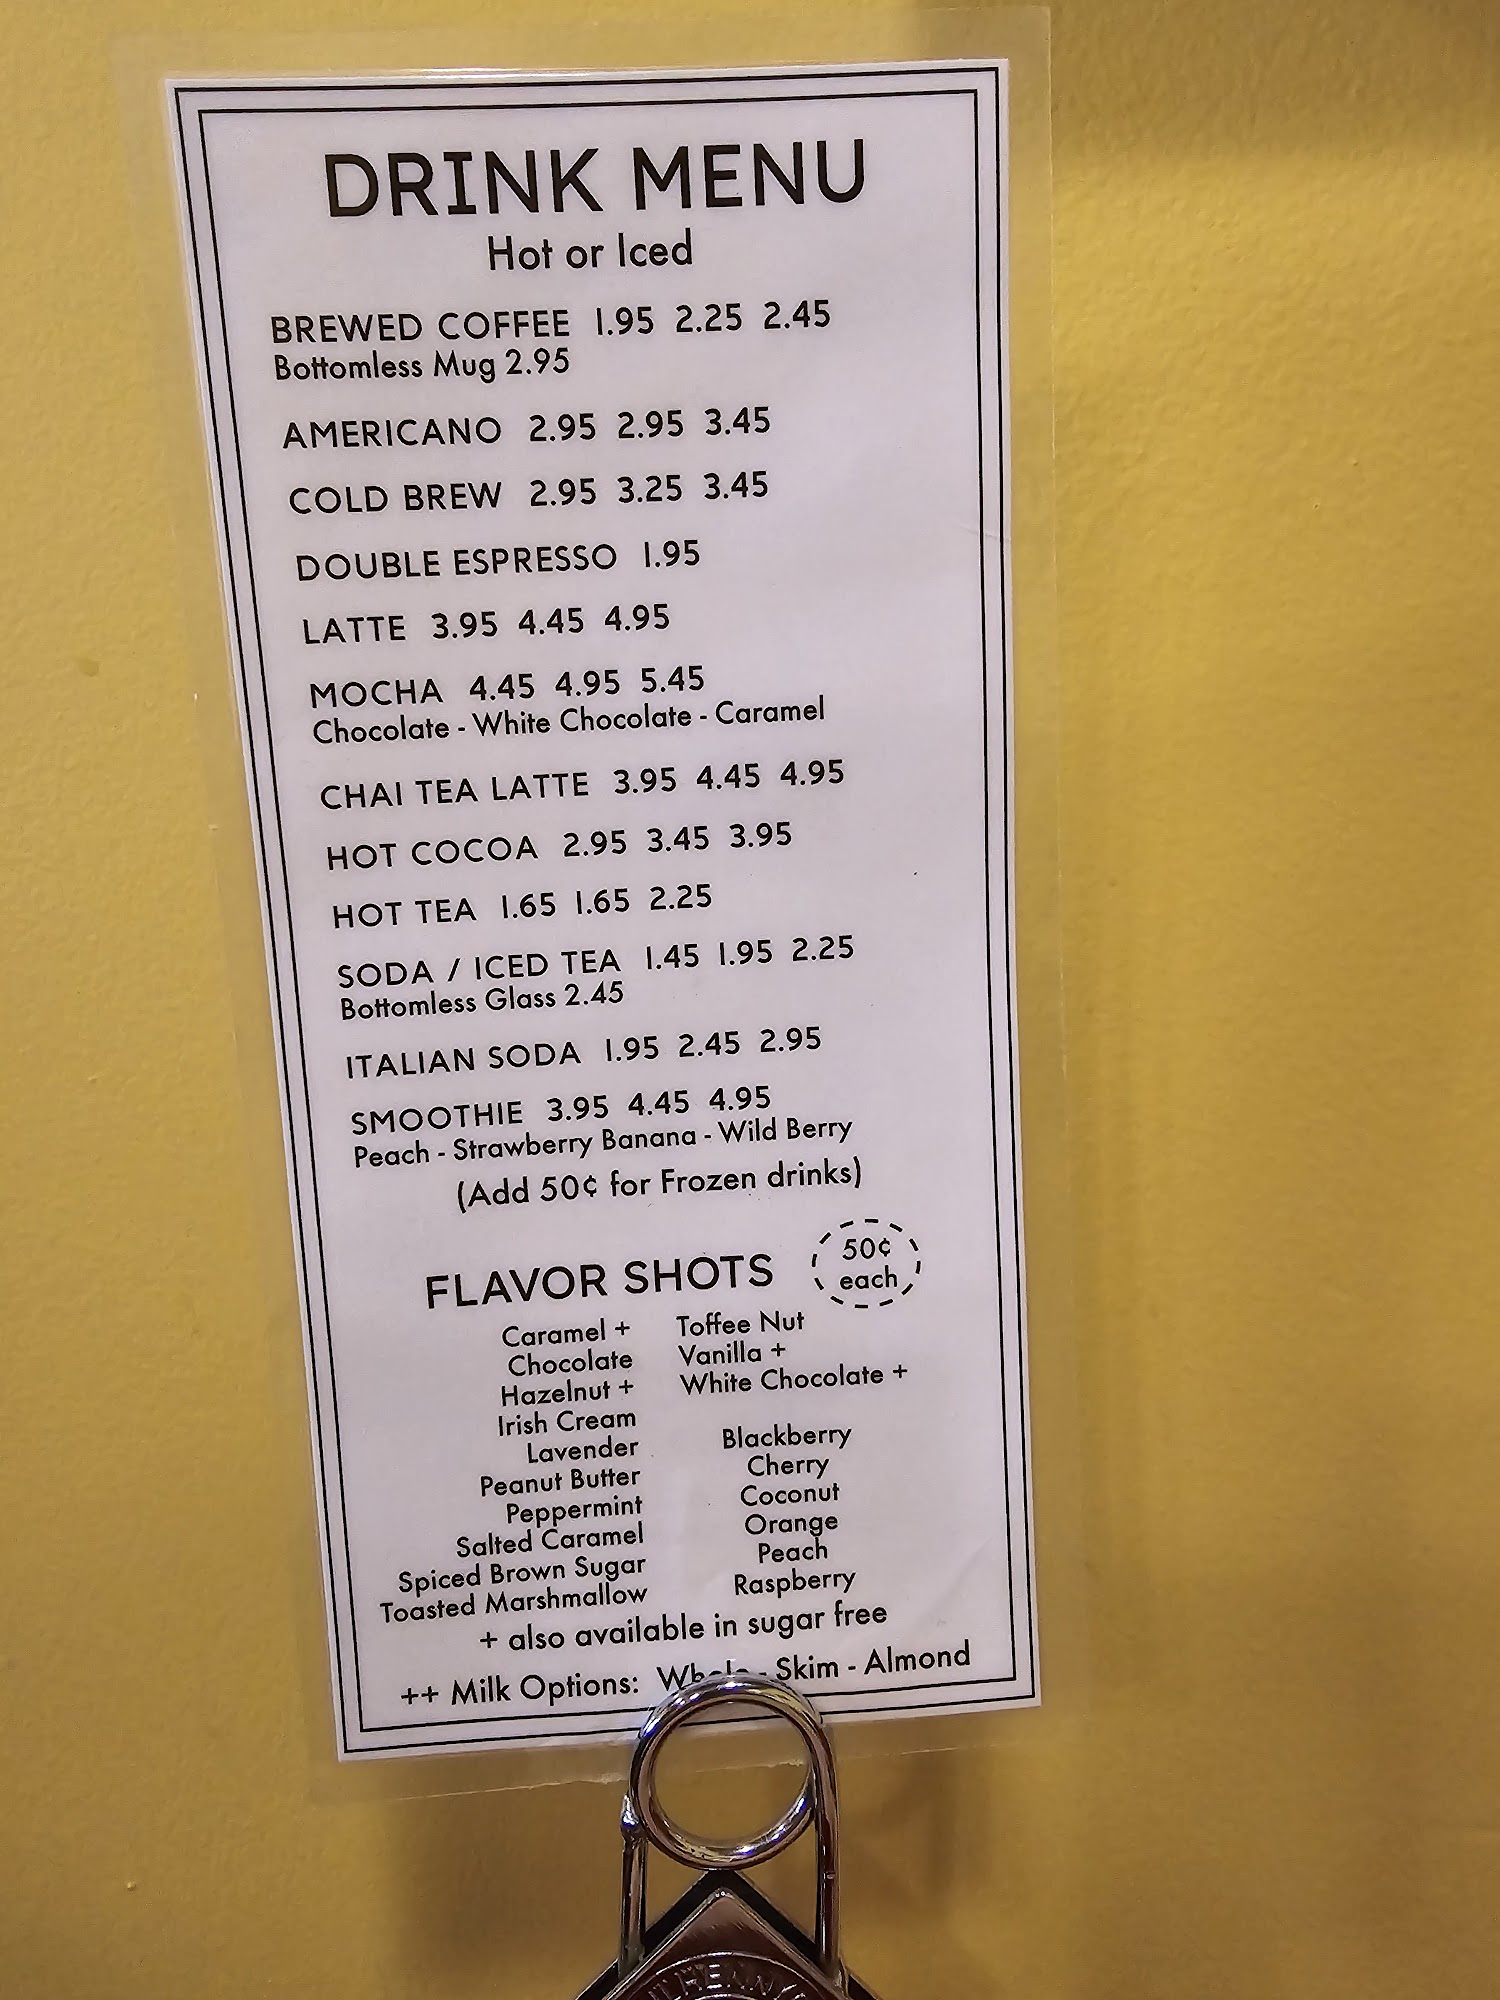 DRINK MENU
Hot or Iced
BREWED COFFEE 1.95 2.25 2.45
Bottomless Mug 2.95
AMERICANO 2.95 2.95 3.45
COLD BREW 2.95 3.25 3.45
DOUBLE ESPRESSO 1.95
LATTE 3.95 4.45 4.95
MOCHA 4.45 4.95 5.45
Chocolate - White Chocolate - Caramel
CHAI TEA LATTE 3.95 4.45 4.95
HOT COCOA 2.95 3.45 3.95
HOT TEA 1.65 1.65 2.25
SODA / ICED TEA 1.45 1.95 2.25
Bottomless Glass 2.45
ITALIAN SODA 1.95 2.45 2.95
SMOOTHIE 3.95 4.45 4.95
Peach - Strawberry Banana - Wild Berry
(Add 50¢ for Frozen drinks)
FLAVOR SHOTS
50¢
each
Caramel +
Chocolate
Hazelnut +
Irish Cream
Lavender
Peanut Butter
Peppermint
Salted Caramel
Spiced Brown Sugar
Toasted Marshmallow
Toffee Nut
Vanilla +
White Chocolate +
Blackberry
Cherry
Coconut
Orange
Peach
Raspberry
+ also available in sugar free
++ Milk Options: Whole - Skim - Almond